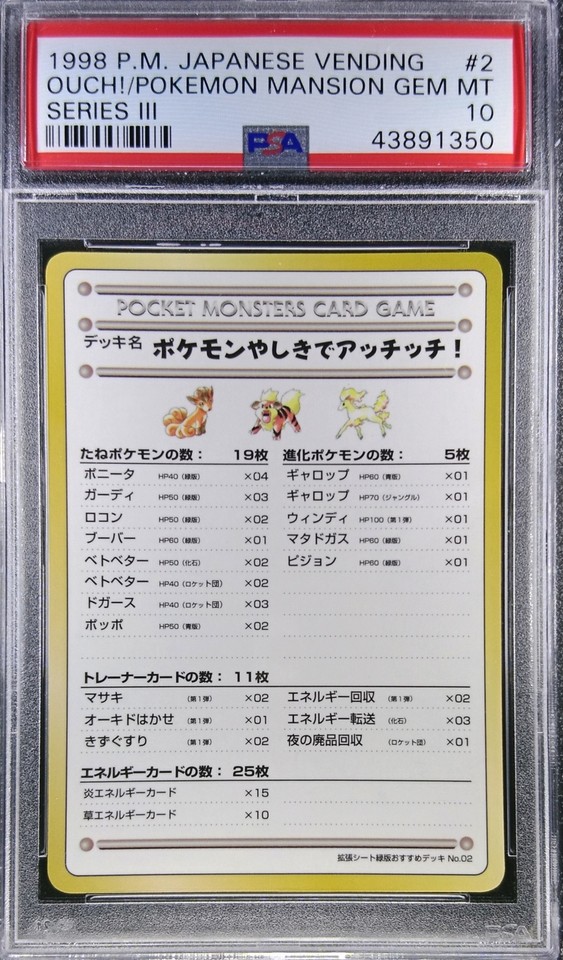 1998 P.M. JAPANESE VENDING #2
OUCH!/POKEMON MANSION GEM MT
SERIES III 10
PSA 43891350
POCKET MONSTERS CARD GAME
デッキ名 ポケモンやしきでアッチッチ！
たねポケモンの数： 19枚 進化ポケモンの数： 5枚
ポニータ HP40（緑版） ×04 ギャロップ HP60（青版） ×01
ガーディ HP50（緑版） ×03 ギャロップ HP70（ジャングル） ×01
ロコン HP50（緑版） ×02 ウィンディ HP100（第1弾） ×01
ブーバー HP60（緑版） ×01 マタドガス HP60（緑版） ×01
ベトベター HP50（化石） ×02 ピジョン HP60（緑版） ×01
ベトベター HP40（ロケット団） ×02
ドガース HP40（ロケット団） ×03
ポッポ HP50（青版） ×02
トレーナーカードの数： 11枚
マサキ （第1弾） ×02 エネルギー回収 （第1弾） ×02
オーキドはかせ （第1弾） ×01 エネルギー転送 （化石） ×03
きずぐすり （第1弾） ×02 夜の廃品回収 （ロケット団） ×01
エネルギーカードの数： 25枚
炎エネルギーカード ×15
草エネルギーカード ×10
拡張シート緑版おすすめデッキ No.02
PSA